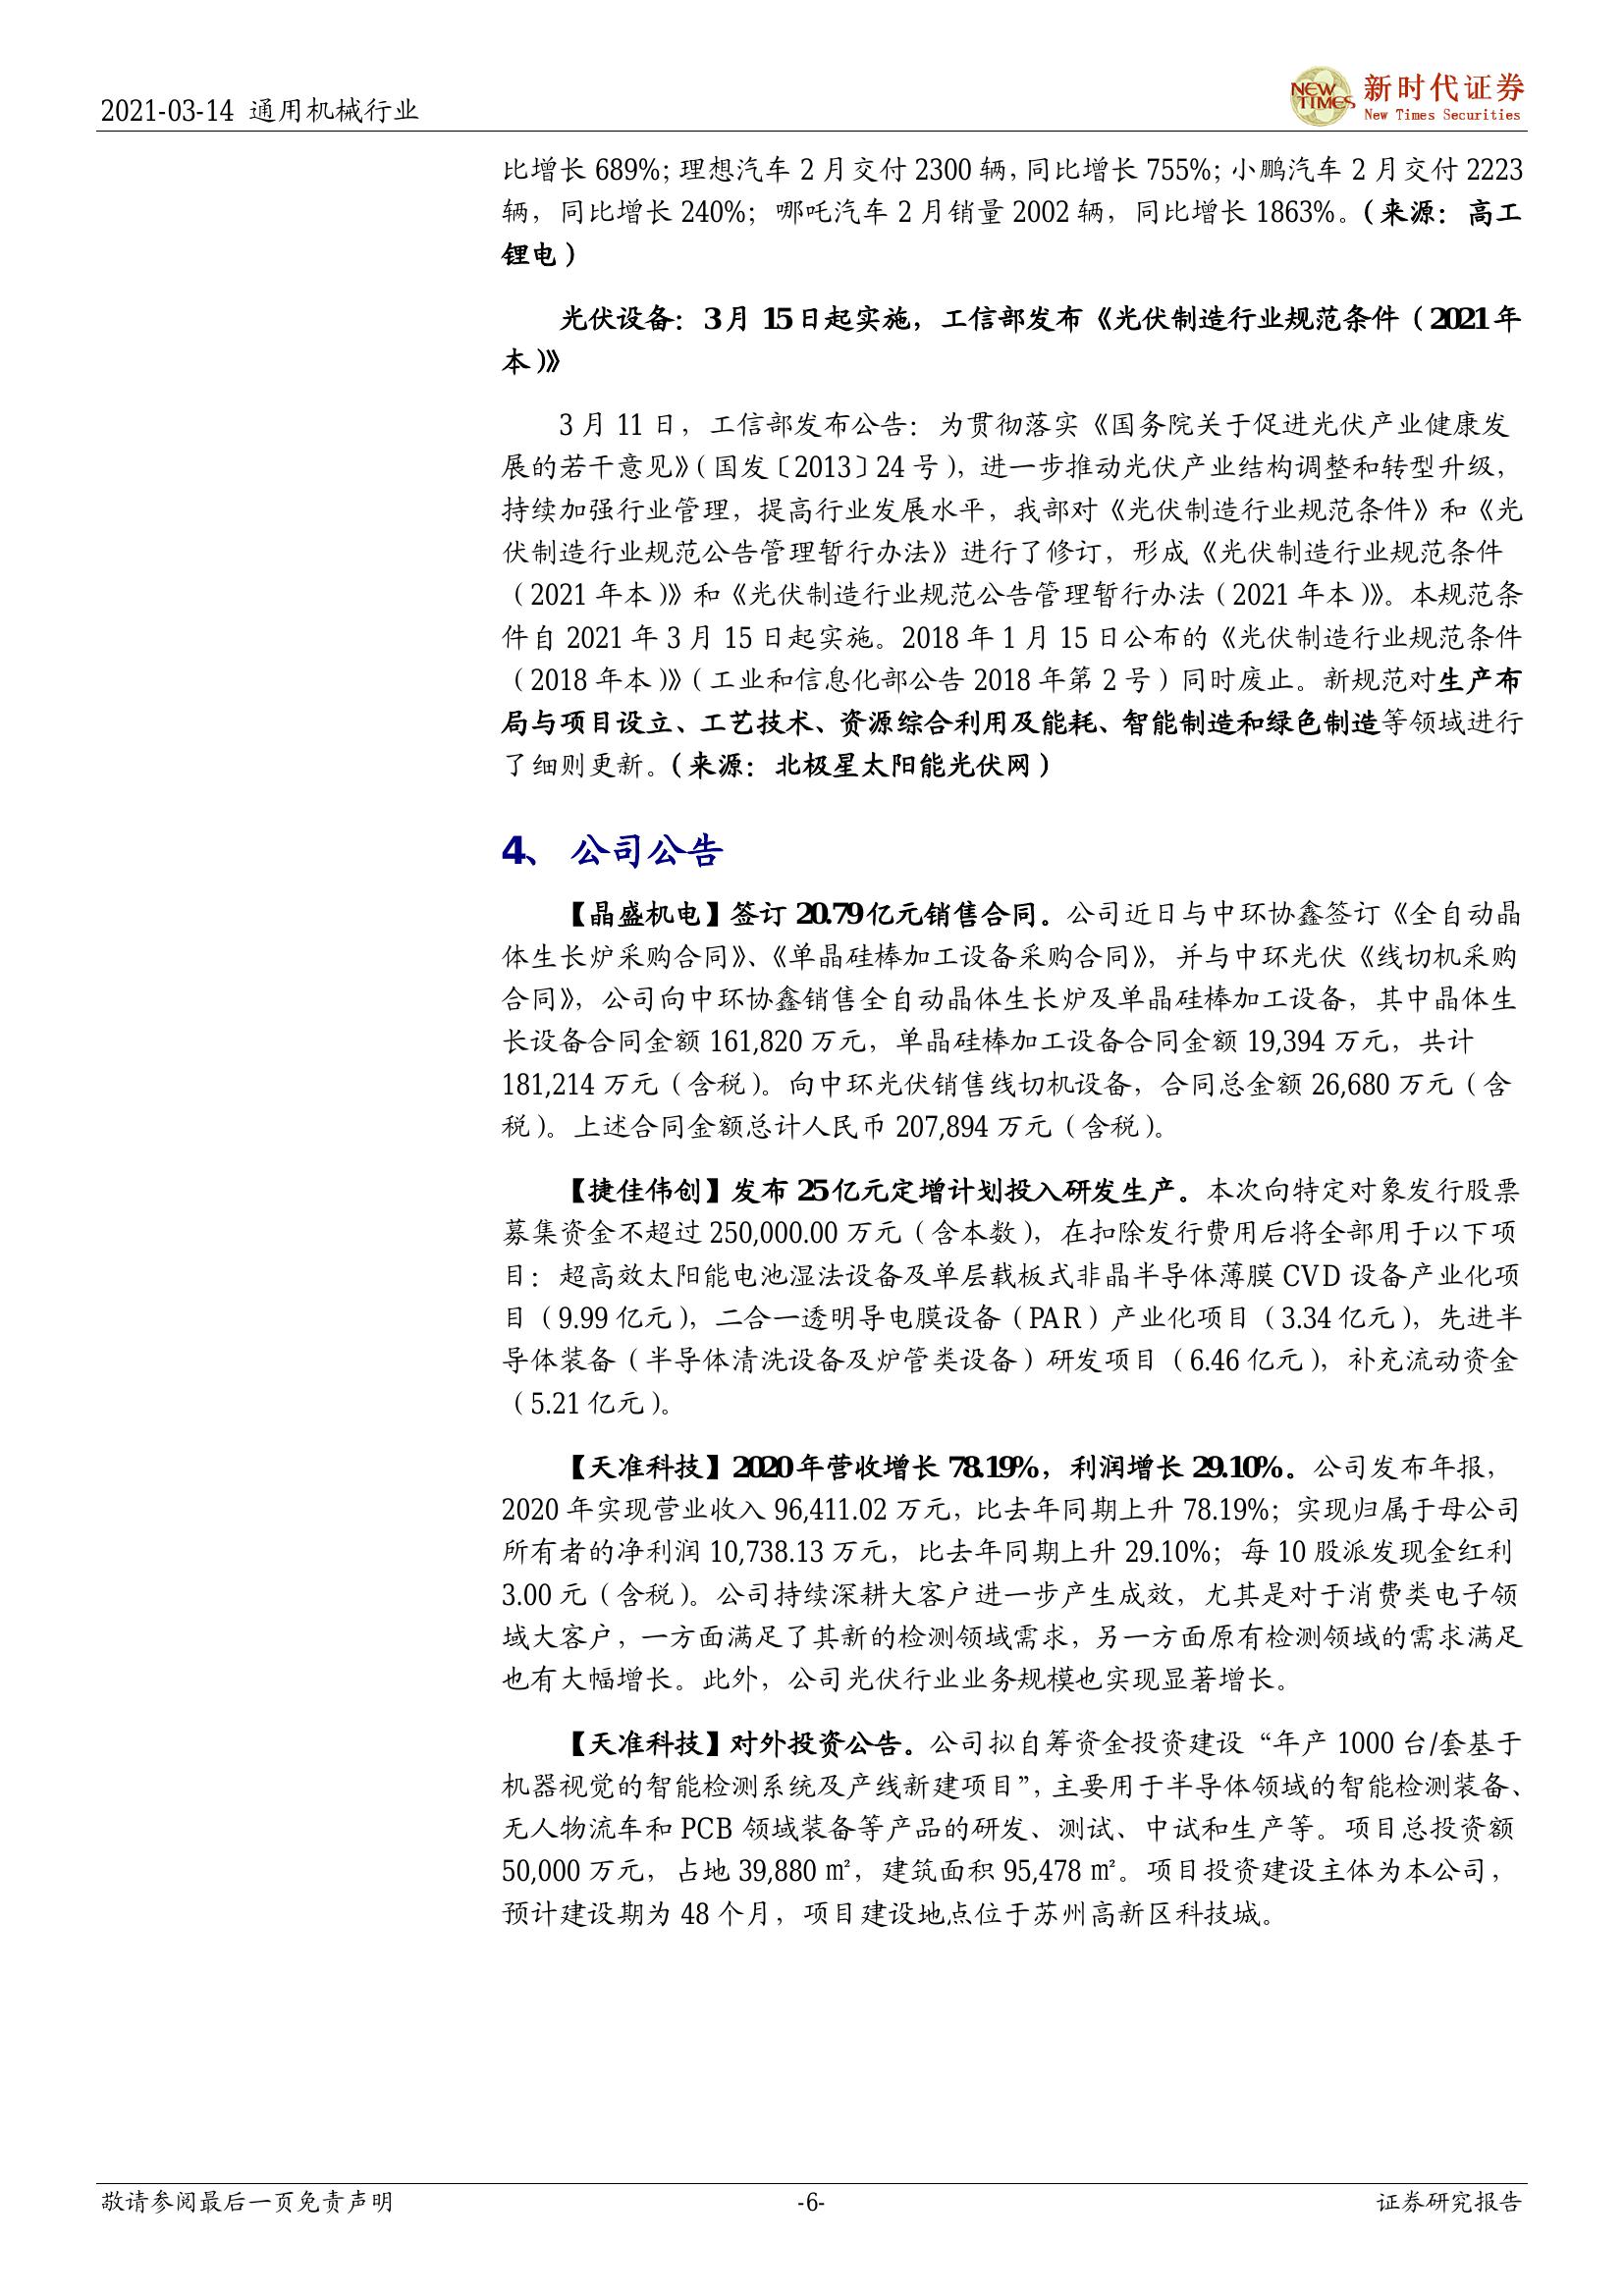 2021-03-14 通用机械行业
NEW TIMES
新时代证券
New Times Securities
比增长 689%；理想汽车 2 月交付 2300 辆，同比增长 755%；小鹏汽车 2 月交付 2223
辆，同比增长 240%；哪吒汽车 2 月销量 2002 辆，同比增长 1863%。（来源：高工
锂电）
光伏设备：3 月 15 日起实施，工信部发布《光伏制造行业规范条件（2021 年
本）》
3 月 11 日，工信部发布公告：为贯彻落实《国务院关于促进光伏产业健康发
展的若干意见》（国发〔2013〕24 号），进一步推动光伏产业结构调整和转型升级，
持续加强行业管理，提高行业发展水平，我部对《光伏制造行业规范条件》和《光
伏制造行业规范公告管理暂行办法》进行了修订，形成《光伏制造行业规范条件
（2021 年本）》和《光伏制造行业规范公告管理暂行办法（2021 年本）》。本规范条
件自 2021 年 3 月 15 日起实施。2018 年 1 月 15 日公布的《光伏制造行业规范条件
（2018 年本）》（工业和信息化部公告 2018 年第 2 号）同时废止。新规范对生产布
局与项目设立、工艺技术、资源综合利用及能耗、智能制造和绿色制造等领域进行
了细则更新。（来源：北极星太阳能光伏网）
4、 公司公告
【晶盛机电】签订 20.79 亿元销售合同。公司近日与中环协鑫签订《全自动晶
体生长炉采购合同》、《单晶硅棒加工设备采购合同》，并与中环光伏《线切机采购
合同》，公司向中环协鑫销售全自动晶体生长炉及单晶硅棒加工设备，其中晶体生
长设备合同金额 161,820 万元，单晶硅棒加工设备合同金额 19,394 万元，共计
181,214 万元（含税）。向中环光伏销售线切机设备，合同总金额 26,680 万元（含
税）。上述合同金额总计人民币 207,894 万元（含税）。
【捷佳伟创】发布 25 亿元定增计划投入研发生产。本次向特定对象发行股票
募集资金不超过 250,000.00 万元（含本数），在扣除发行费用后将全部用于以下项
目：超高效太阳能电池湿法设备及单层载板式非晶半导体薄膜 CVD 设备产业化项
目（9.99 亿元），二合一透明导电膜设备（PAR）产业化项目（3.34 亿元），先进半
导体装备（半导体清洗设备及炉管类设备）研发项目（6.46 亿元），补充流动资金
（5.21 亿元）。
【天准科技】2020 年营收增长 78.19%，利润增长 29.10%。公司发布年报，
2020 年实现营业收入 96,411.02 万元，比去年同期上升 78.19%；实现归属于母公司
所有者的净利润 10,738.13 万元，比去年同期上升 29.10%；每 10 股派发现金红利
3.00 元（含税）。公司持续深耕大客户进一步产生成效，尤其是对于消费类电子领
域大客户，一方面满足了其新的检测领域需求，另一方面原有检测领域的需求满足
也有大幅增长。此外，公司光伏行业业务规模也实现显著增长。
【天准科技】对外投资公告。公司拟自筹资金投资建设“年产 1000 台/套基于
机器视觉的智能检测系统及产线新建项目”，主要用于半导体领域的智能检测装备、
无人物流车和 PCB 领域装备等产品的研发、测试、中试和生产等。项目总投资额
50,000 万元，占地 39,880 ㎡，建筑面积 95,478 ㎡。项目投资建设主体为本公司，
预计建设期为 48 个月，项目建设地点位于苏州高新区科技城。
敬请参阅最后一页免责声明
-6-
证券研究报告